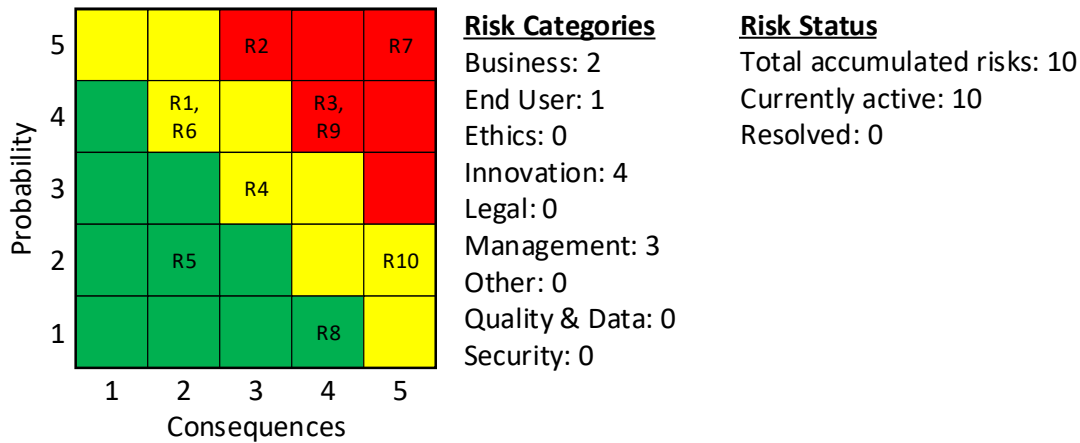 Probability
5
R2
R7
4
R1,
R6
R3,
R9
3
R4
2
R5
R10
1
R8
1 2 3 4 5
Consequences
Risk Categories
Business: 2
End User: 1
Ethics: 0
Innovation: 4
Legal: 0
Management: 3
Other: 0
Quality & Data: 0
Security: 0
Risk Status
Total accumulated risks: 10
Currently active: 10
Resolved: 0